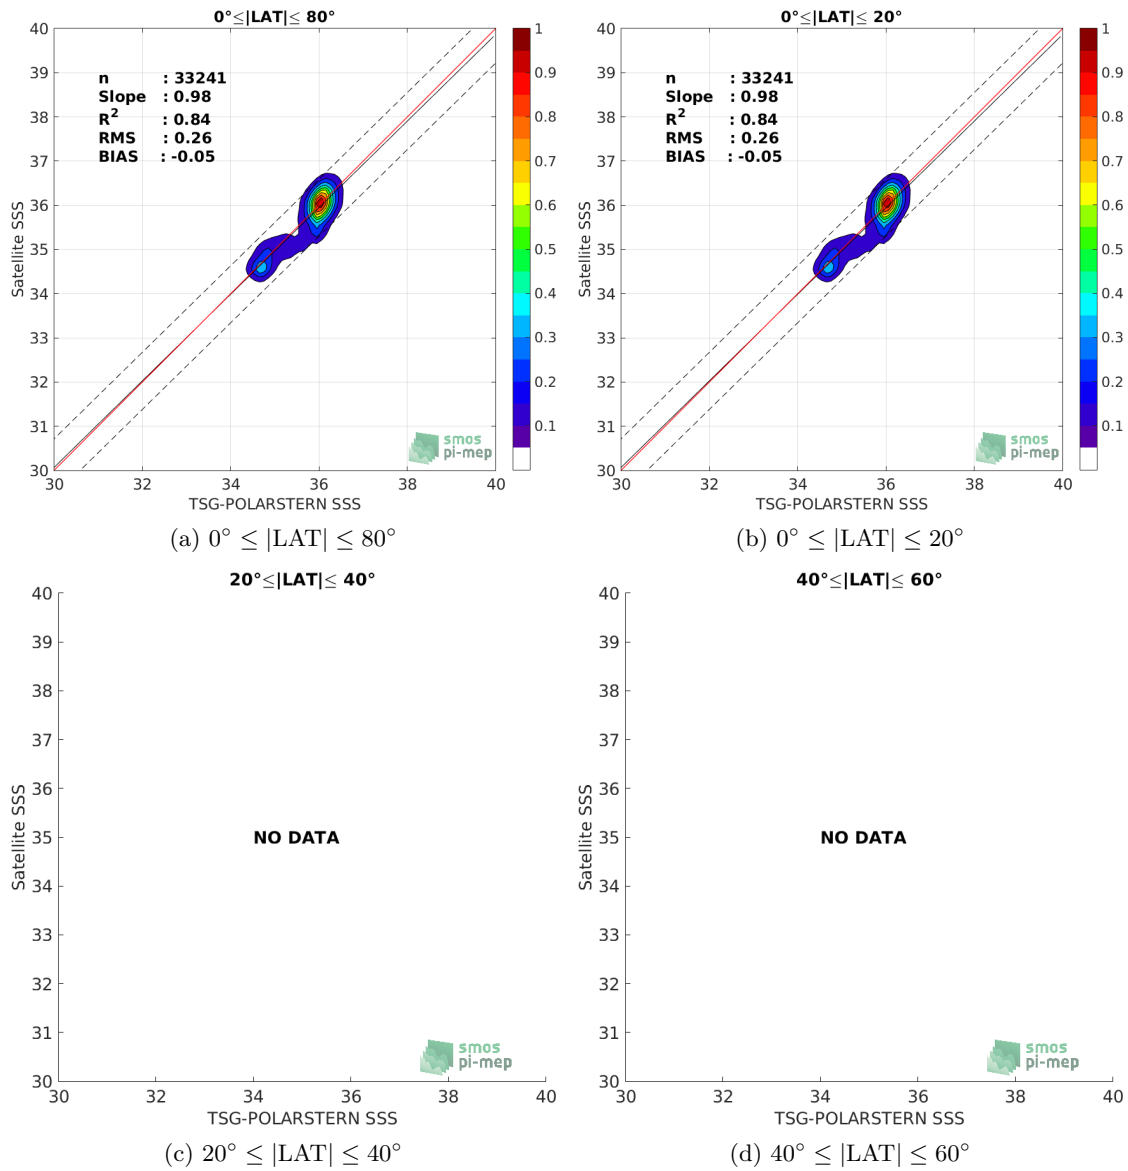 0°≤|LAT|≤ 80°
40
39
38
37
36
35
34
33
32
31
30
Satellite SSS
n : 33241
Slope : 0.98
R2 : 0.84
RMS : 0.26
BIAS : -0.05
smos
pi-mep
30 32 34 36 38 40
TSG-POLARSTERN SSS
1
0.9
0.8
0.7
0.6
0.5
0.4
0.3
0.2
0.1
(a) 0° ≤ |LAT| ≤ 80°
0°≤|LAT|≤ 20°
40
39
38
37
36
35
34
33
32
31
30
Satellite SSS
n : 33241
Slope : 0.98
R2 : 0.84
RMS : 0.26
BIAS : -0.05
smos
pi-mep
30 32 34 36 38 40
TSG-POLARSTERN SSS
1
0.9
0.8
0.7
0.6
0.5
0.4
0.3
0.2
0.1
(b) 0° ≤ |LAT| ≤ 20°
20°≤|LAT|≤ 40°
40
39
38
37
36
35
34
33
32
31
30
Satellite SSS
NO DATA
smos
pi-mep
30 32 34 36 38 40
TSG-POLARSTERN SSS
(c) 20° ≤ |LAT| ≤ 40°
40°≤|LAT|≤ 60°
40
39
38
37
36
35
34
33
32
31
30
Satellite SSS
NO DATA
smos
pi-mep
30 32 34 36 38 40
TSG-POLARSTERN SSS
(d) 40° ≤ |LAT| ≤ 60°